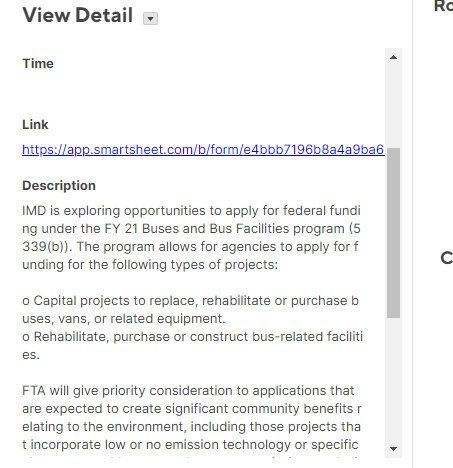 View Detail
Ro
Time
Link
https://app.smartsheet.com/b/form/e4bbb7196b8a4a9ba6
Description
IMD is exploring opportunities to apply for federal fundi
ng under the FY 21 Buses and Bus Facilities program (5
339(b)). The program allows for agencies to apply for f
unding for the following types of projects:
o Capital projects to replace, rehabilitate or purchase b
uses, vans, or related equipment.
o Rehabilitate, purchase or construct bus-related faciliti
es.
C
FTA will give priority consideration to applications that
are expected to create significant community benefits r
elating to the environment, including those projects tha
t incorporate low or no emission technology or specific